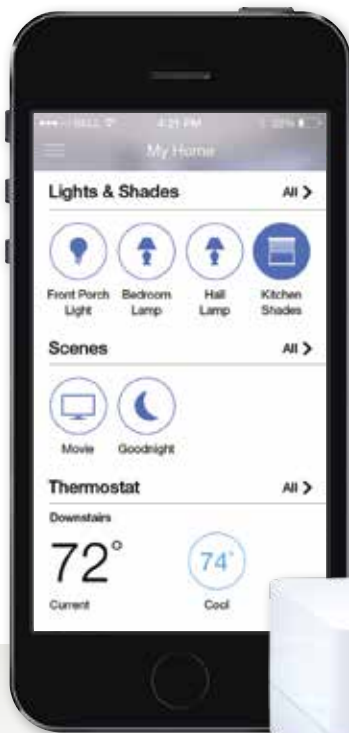 BELL 4:21 PM
My Home
Lights & Shades All >
Front Porch Light
Bedroom Lamp
Hall Lamp
Kitchen Shades
Scenes All >
Movie Goodnight
Thermostat All >
Downstairs
72° 74°
Current Cool